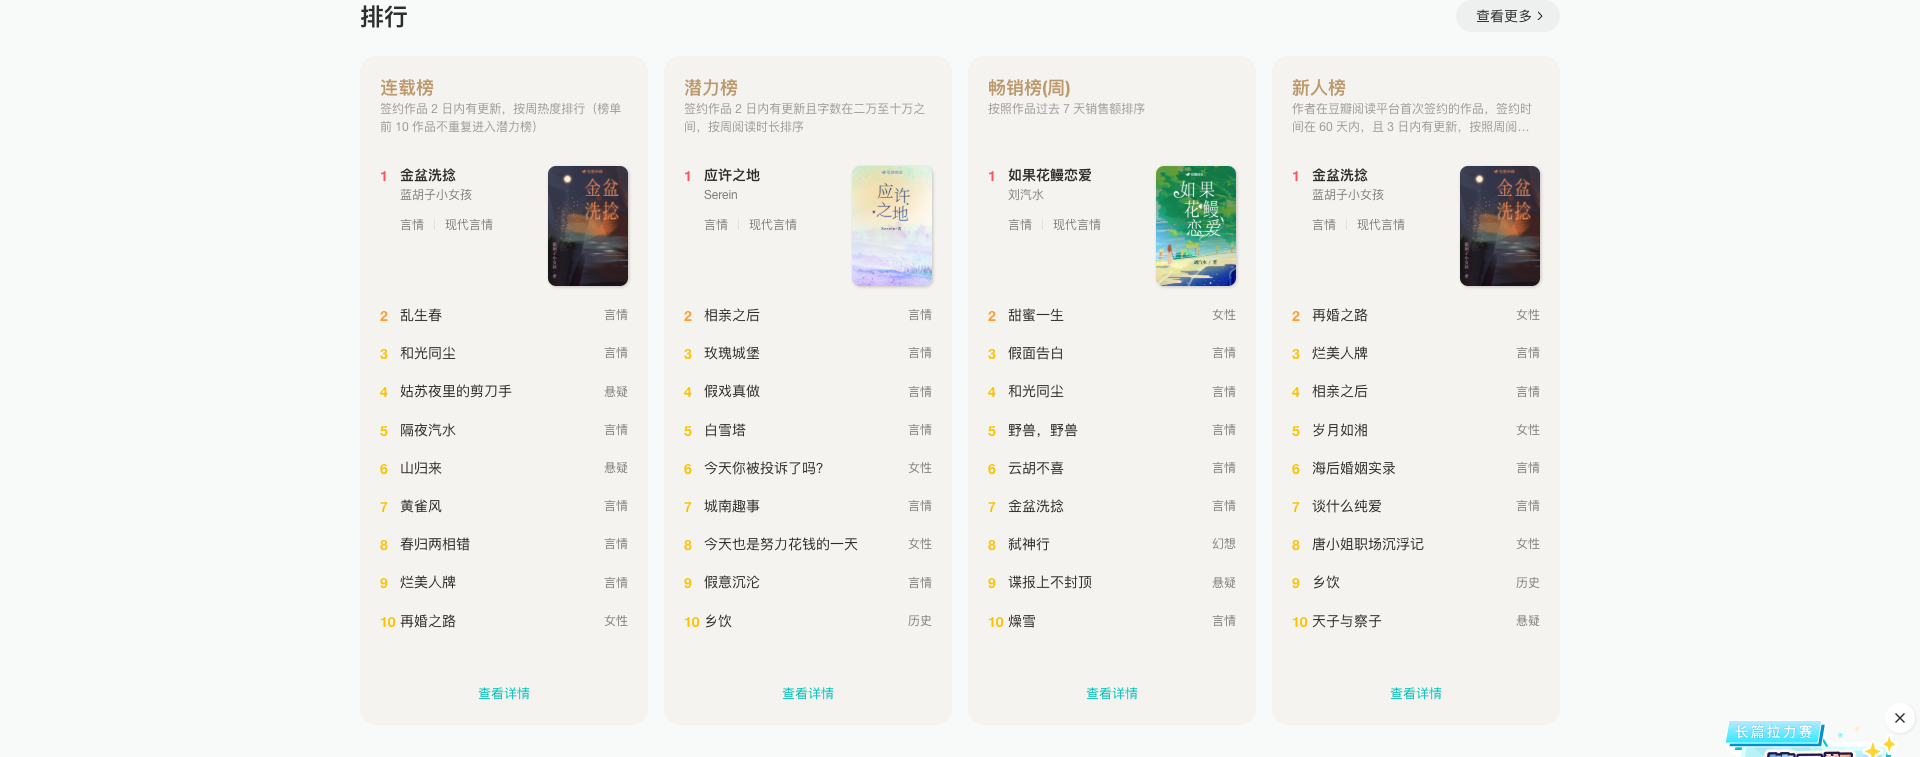 排行
查看更多
连载榜
签约作品 2 日内有更新，按周热度排行（榜单
前 10 作品不重复进入潜力榜）
1 金盆洗捻
蓝胡子小女孩
言情 现代言情
金盆
洗捻
2 乱生春 言情
3 和光同尘 言情
4 姑苏夜里的剪刀手 悬疑
5 隔夜汽水 言情
6 山归来 悬疑
7 黄雀风 言情
8 春归两相错 言情
9 烂美人牌 言情
10 再婚之路 女性
查看详情
潜力榜
签约作品 2 日内有更新且字数在二万至十万之
间，按周阅读时长排序
1 应许之地
Serein
言情 现代言情
应许
之地
2 相亲之后 言情
3 玫瑰城堡 言情
4 假戏真做 言情
5 白雪塔 言情
6 今天你被投诉了吗？ 女性
7 城南趣事 言情
8 今天也是努力花钱的一天 女性
9 假意沉沦 言情
10 乡饮 历史
查看详情
畅销榜(周)
按照作品过去 7 天销售额排序
1 如果花鳗恋爱
刘汽水
言情 现代言情
如果
花鳗
恋爱
2 甜蜜一生 女性
3 假面告白 言情
4 和光同尘 言情
5 野兽，野兽 言情
6 云胡不喜 言情
7 金盆洗捻 言情
8 弑神行 幻想
9 谍报上不封顶 悬疑
10 燥雪 言情
查看详情
新人榜
作者在豆瓣阅读平台首次签约的作品，签约时
间在 60 天内，且 3 日内有更新，按照周阅…
1 金盆洗捻
蓝胡子小女孩
言情 现代言情
金盆
洗捻
2 再婚之路 女性
3 烂美人牌 言情
4 相亲之后 言情
5 岁月如湘 女性
6 海后婚姻实录 言情
7 谈什么纯爱 言情
8 唐小姐职场沉浮记 女性
9 乡饮 历史
10 天子与察子 悬疑
查看详情
长篇拉力赛